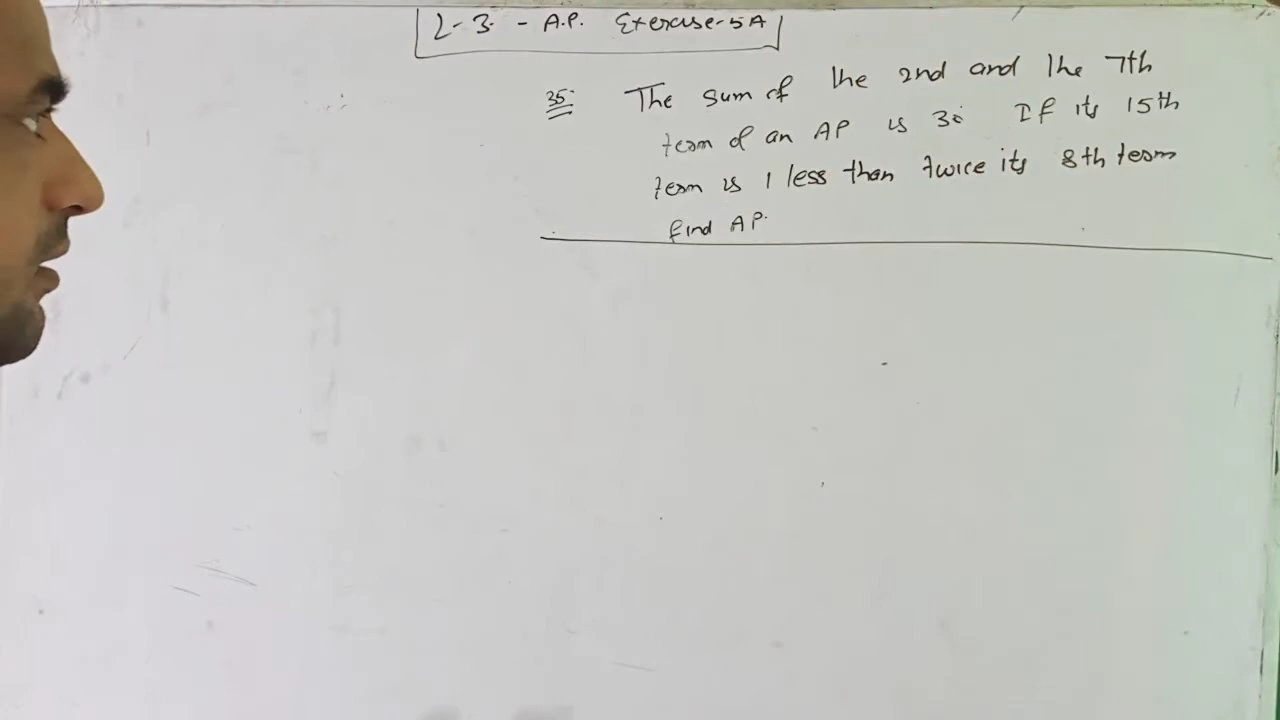 L-3 - A.P. Exercise-5A
35: The sum of the 2nd and the 7th
term of an AP is 30 If its 15th
term is 1 less than twice its 8th term
find AP.